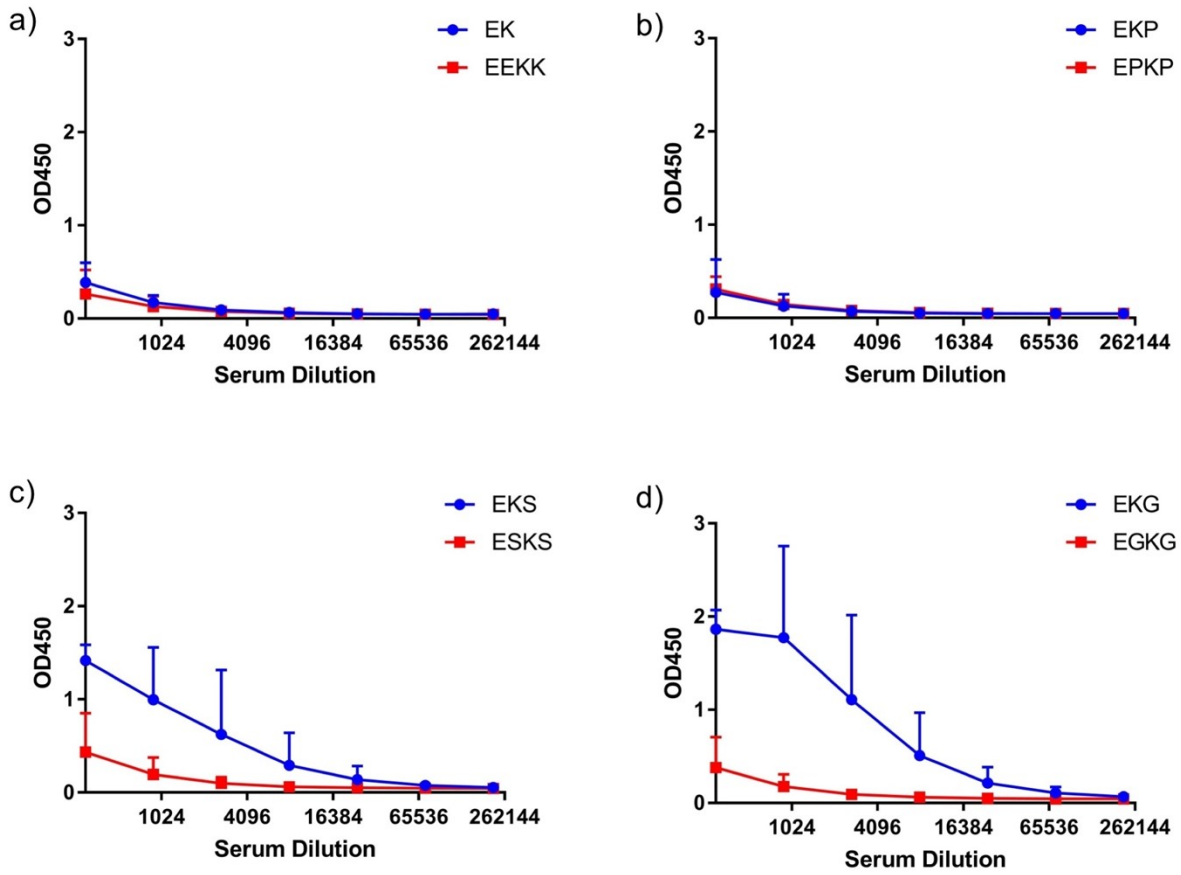 a)
EK
EEKK
3
2
1
0
OD450
1024 4096 16384 65536 262144
Serum Dilution
b)
EKP
EPKP
3
2
1
0
OD450
1024 4096 16384 65536 262144
Serum Dilution
c)
EKS
ESKS
3
2
1
0
OD450
1024 4096 16384 65536 262144
Serum Dilution
d)
EKG
EGKG
3
2
1
0
OD450
1024 4096 16384 65536 262144
Serum Dilution